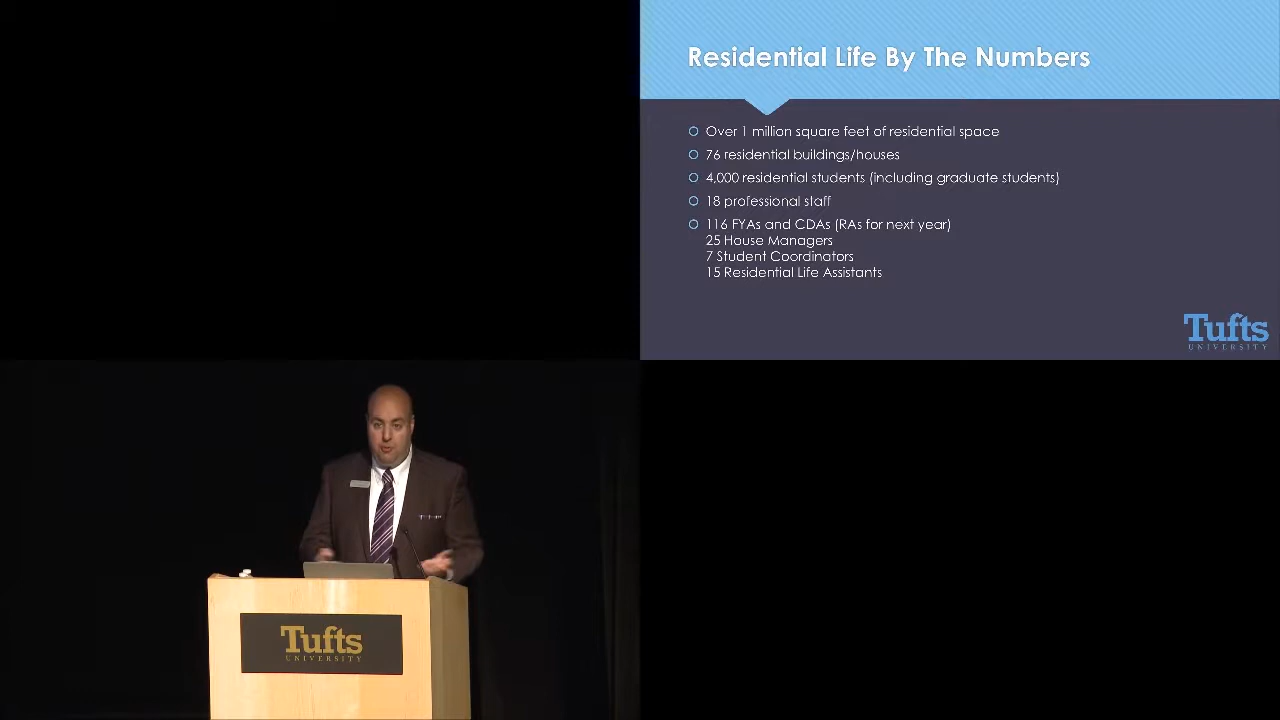 Residential Life By The Numbers
Over 1 million square feet of residential space
76 residential buildings/houses
4,000 residential students (including graduate students)
18 professional staff
116 FYAs and CDAs (RAs for next year)
25 House Managers
7 Student Coordinators
15 Residential Life Assistants
Tufts
UNIVERSITY
Tufts
UNIVERSITY